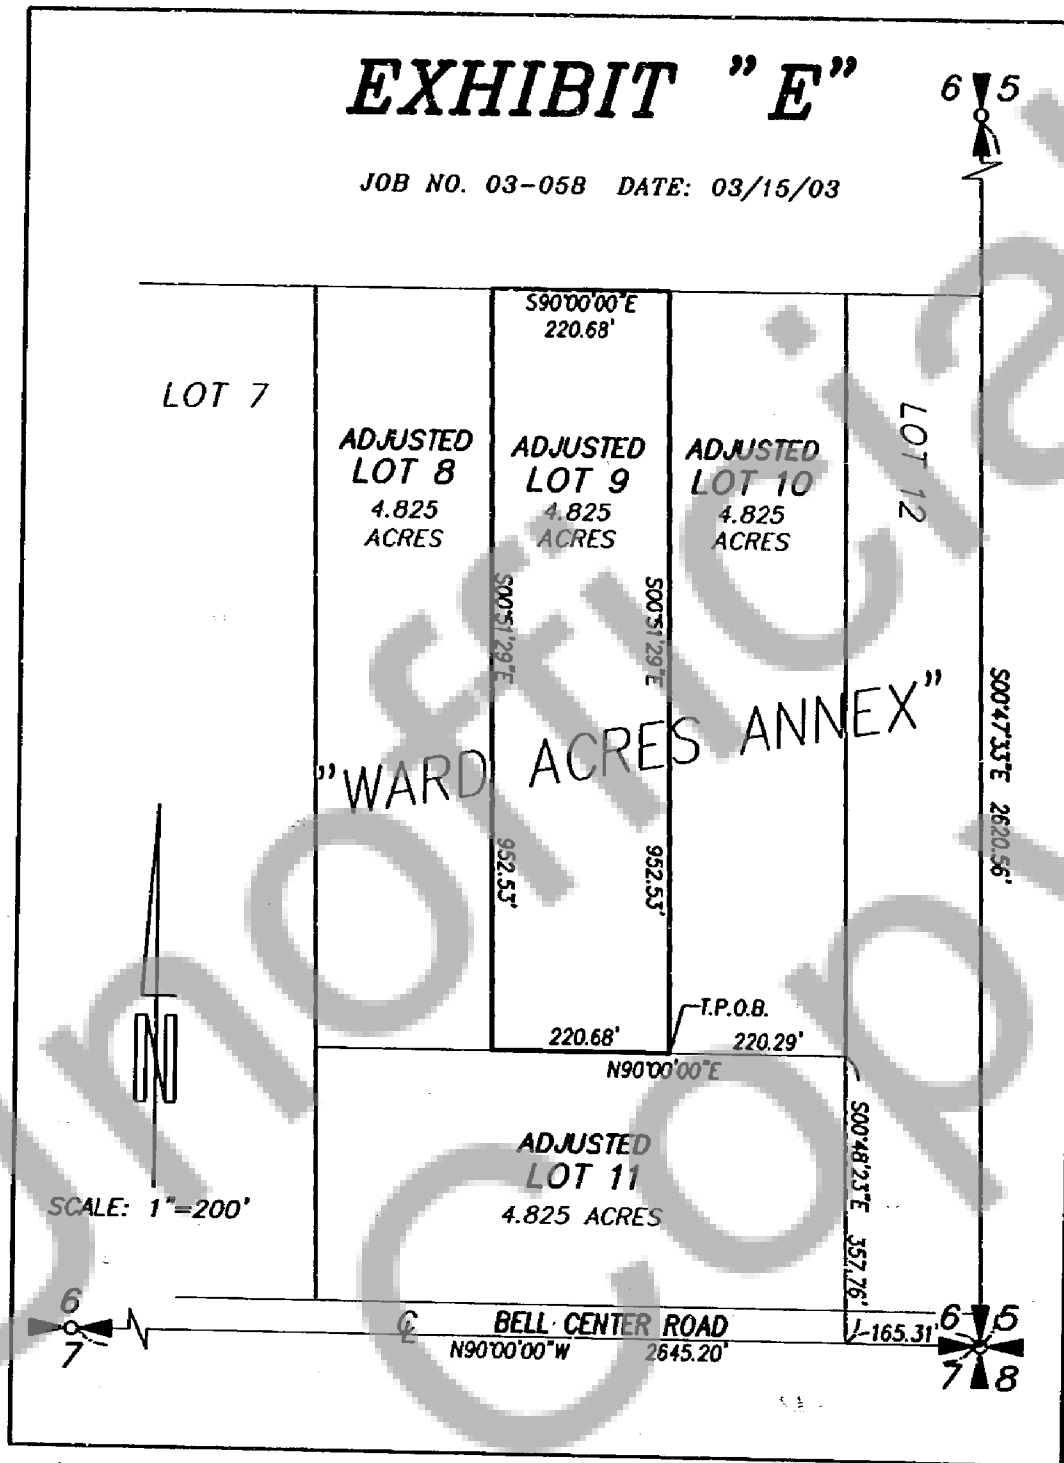 EXHIBIT "E"
6 5
JOB NO. 03-058 DATE: 03/15/03
S90°00'00"E
220.68'
LOT 7
ADJUSTED
LOT 8
4.825
ACRES
ADJUSTED
LOT 9
4.825
ACRES
ADJUSTED
LOT 10
4.825
ACRES
LOT 12
S00°51'29"E
952.53'
S00°51'29"E
952.53'
S00°47'33"E 2620.56'
"WARD ACRES ANNEX"
T.P.O.B.
220.68'
220.29'
N90°00'00"E
N
ADJUSTED
LOT 11
4.825 ACRES
S00°48'23"E 357.76'
SCALE: 1"=200'
6
7
℄ BELL CENTER ROAD
N90°00'00"W 2645.20'
165.31'
6 5
7 8
Unofficial
Copy